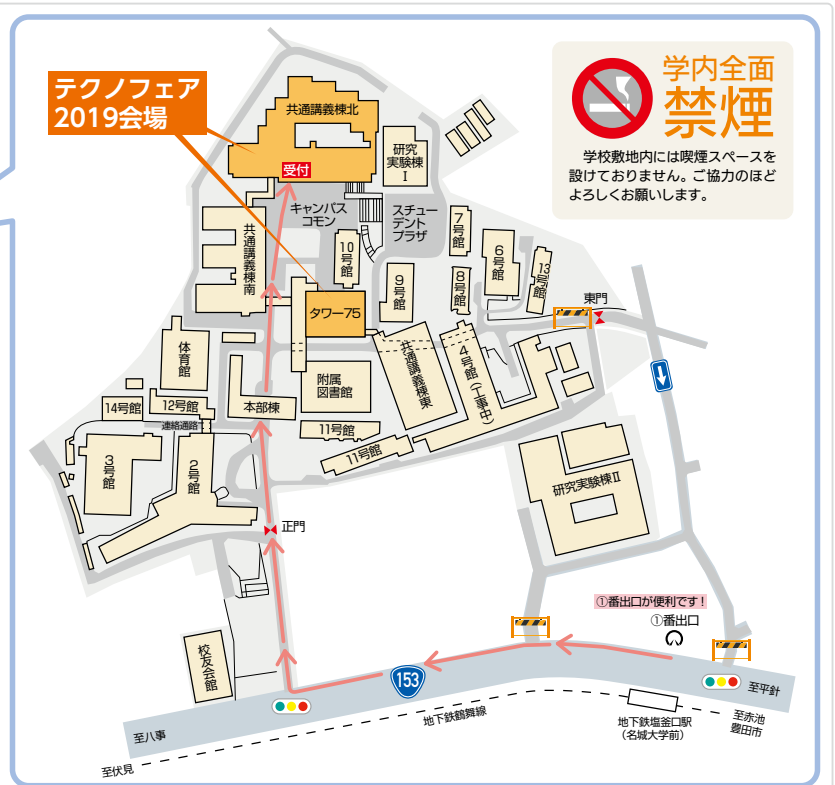 テクノフェア
2019会場
学内全面
禁煙
学校敷地内には喫煙スペースを
設けておりません。ご協力のほど
よろしくお願いします。
共通講義棟北
受付
研究
実験棟
Ⅰ
キャンパス
コモン
スチュー
デント
プラザ
共通講義棟南
10号館
7号館
6号館
13号館
9号館
8号館
東門
タワー75
体育館
附属
図書館
共通講義棟東
4号館(工事中)
14号館
12号館
本部棟
連絡通路
11号館
11号館
3号館
2号館
研究実験棟Ⅱ
正門
①番出口が便利です！
①番出口
校友会館
153
至平針
地下鉄鶴舞線
地下鉄塩釜口駅
(名城大学前)
至赤池
豊田市
至八事
至伏見